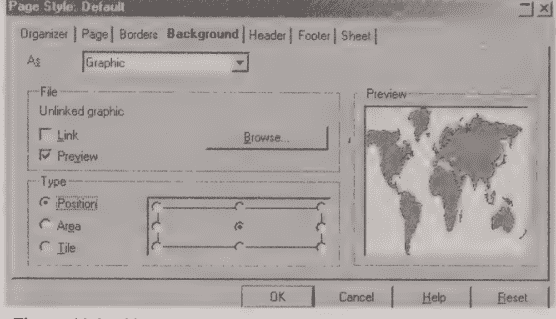 Page Style: Default
Organizer Page Borders Background Header Footer Sheet
As Graphic
File
Unlinked graphic
Link
Browse...
Preview
Preview
Type
Position
Area
Tile
OK Cancel Help Reset